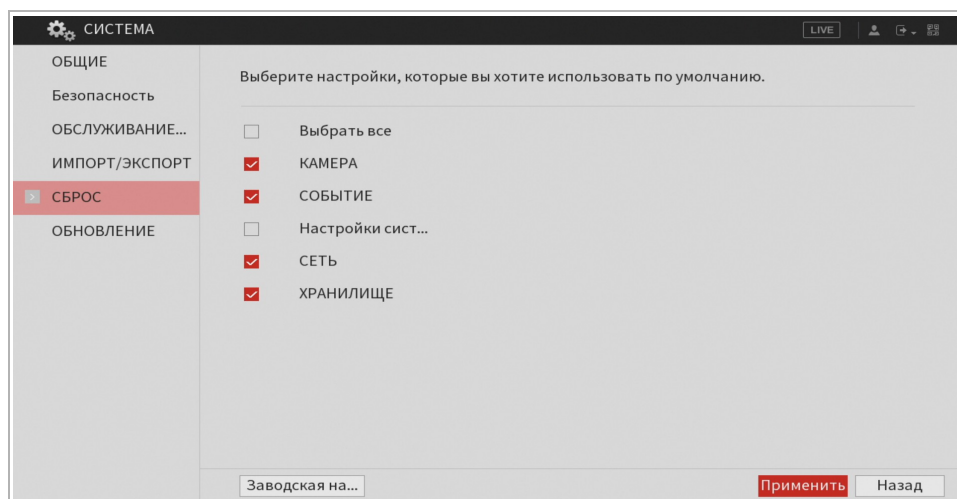 СИСТЕМА
LIVE
ОБЩИЕ
Безопасность
ОБСЛУЖИВАНИЕ...
ИМПОРТ/ЭКСПОРТ
СБРОС
ОБНОВЛЕНИЕ
Выберите настройки, которые вы хотите использовать по умолчанию.
Выбрать все
КАМЕРА
СОБЫТИЕ
Настройки сист...
СЕТЬ
ХРАНИЛИЩЕ
Заводская на...
Применить
Назад